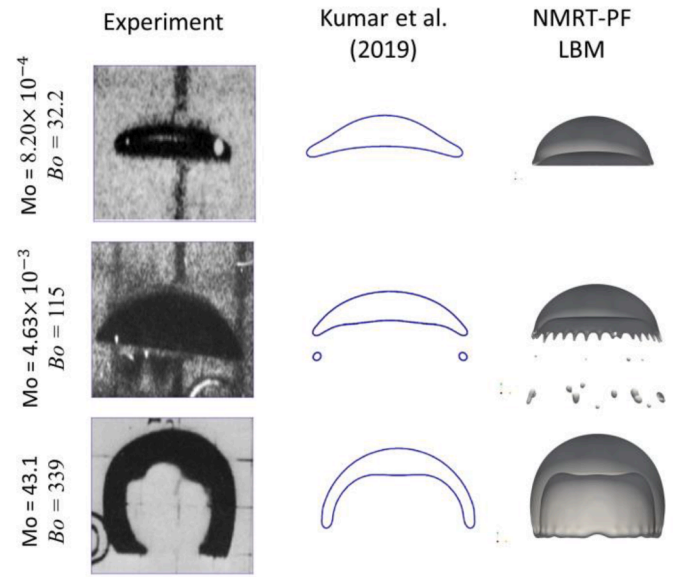 Experiment
Kumar et al.
(2019)
NMRT-PF
LBM
Mo = 8.20× 10⁻⁴
Bo = 32.2
Mo = 4.63× 10⁻³
Bo = 115
Mo = 43.1
Bo = 339